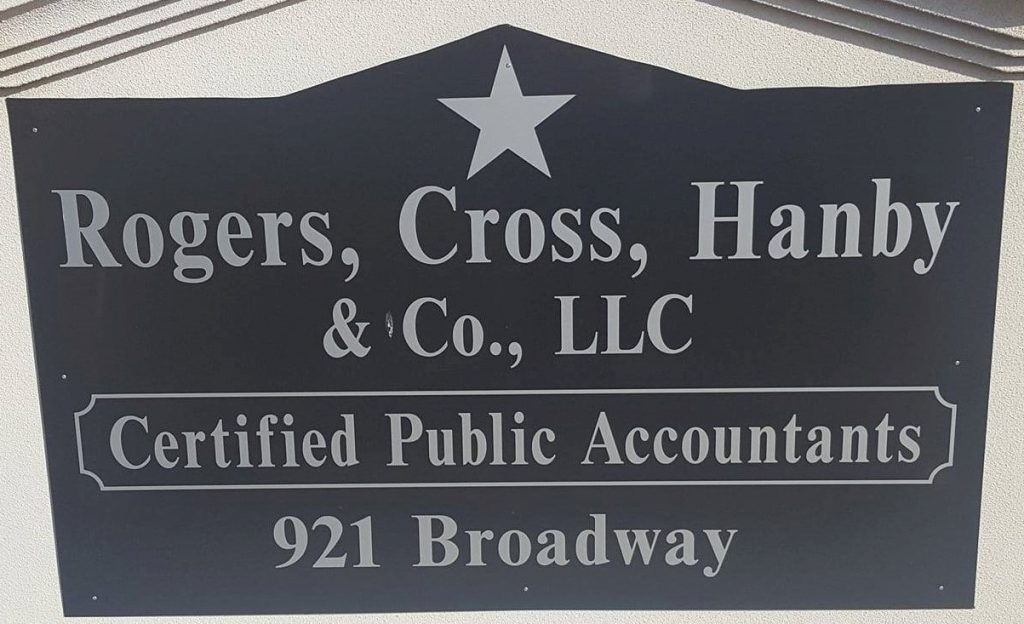 Rogers, Cross, Hanby
& Co., LLC
Certified Public Accountants
921 Broadway